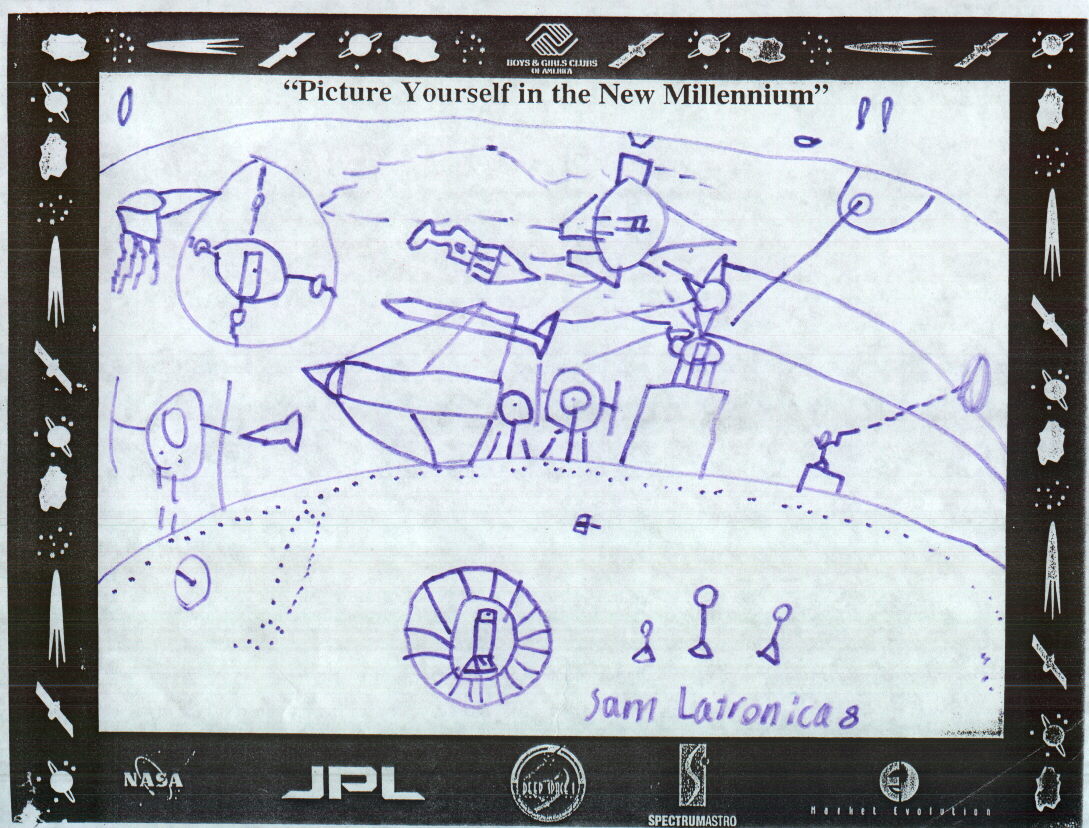 BOYS & GIRLS CLUBS
OF AMERICA
“Picture Yourself in the New Millennium”
Sam Latronica 8
NASA
JPL
DEEP SPACE 1
SPECTRUMASTRO
Market Evolution